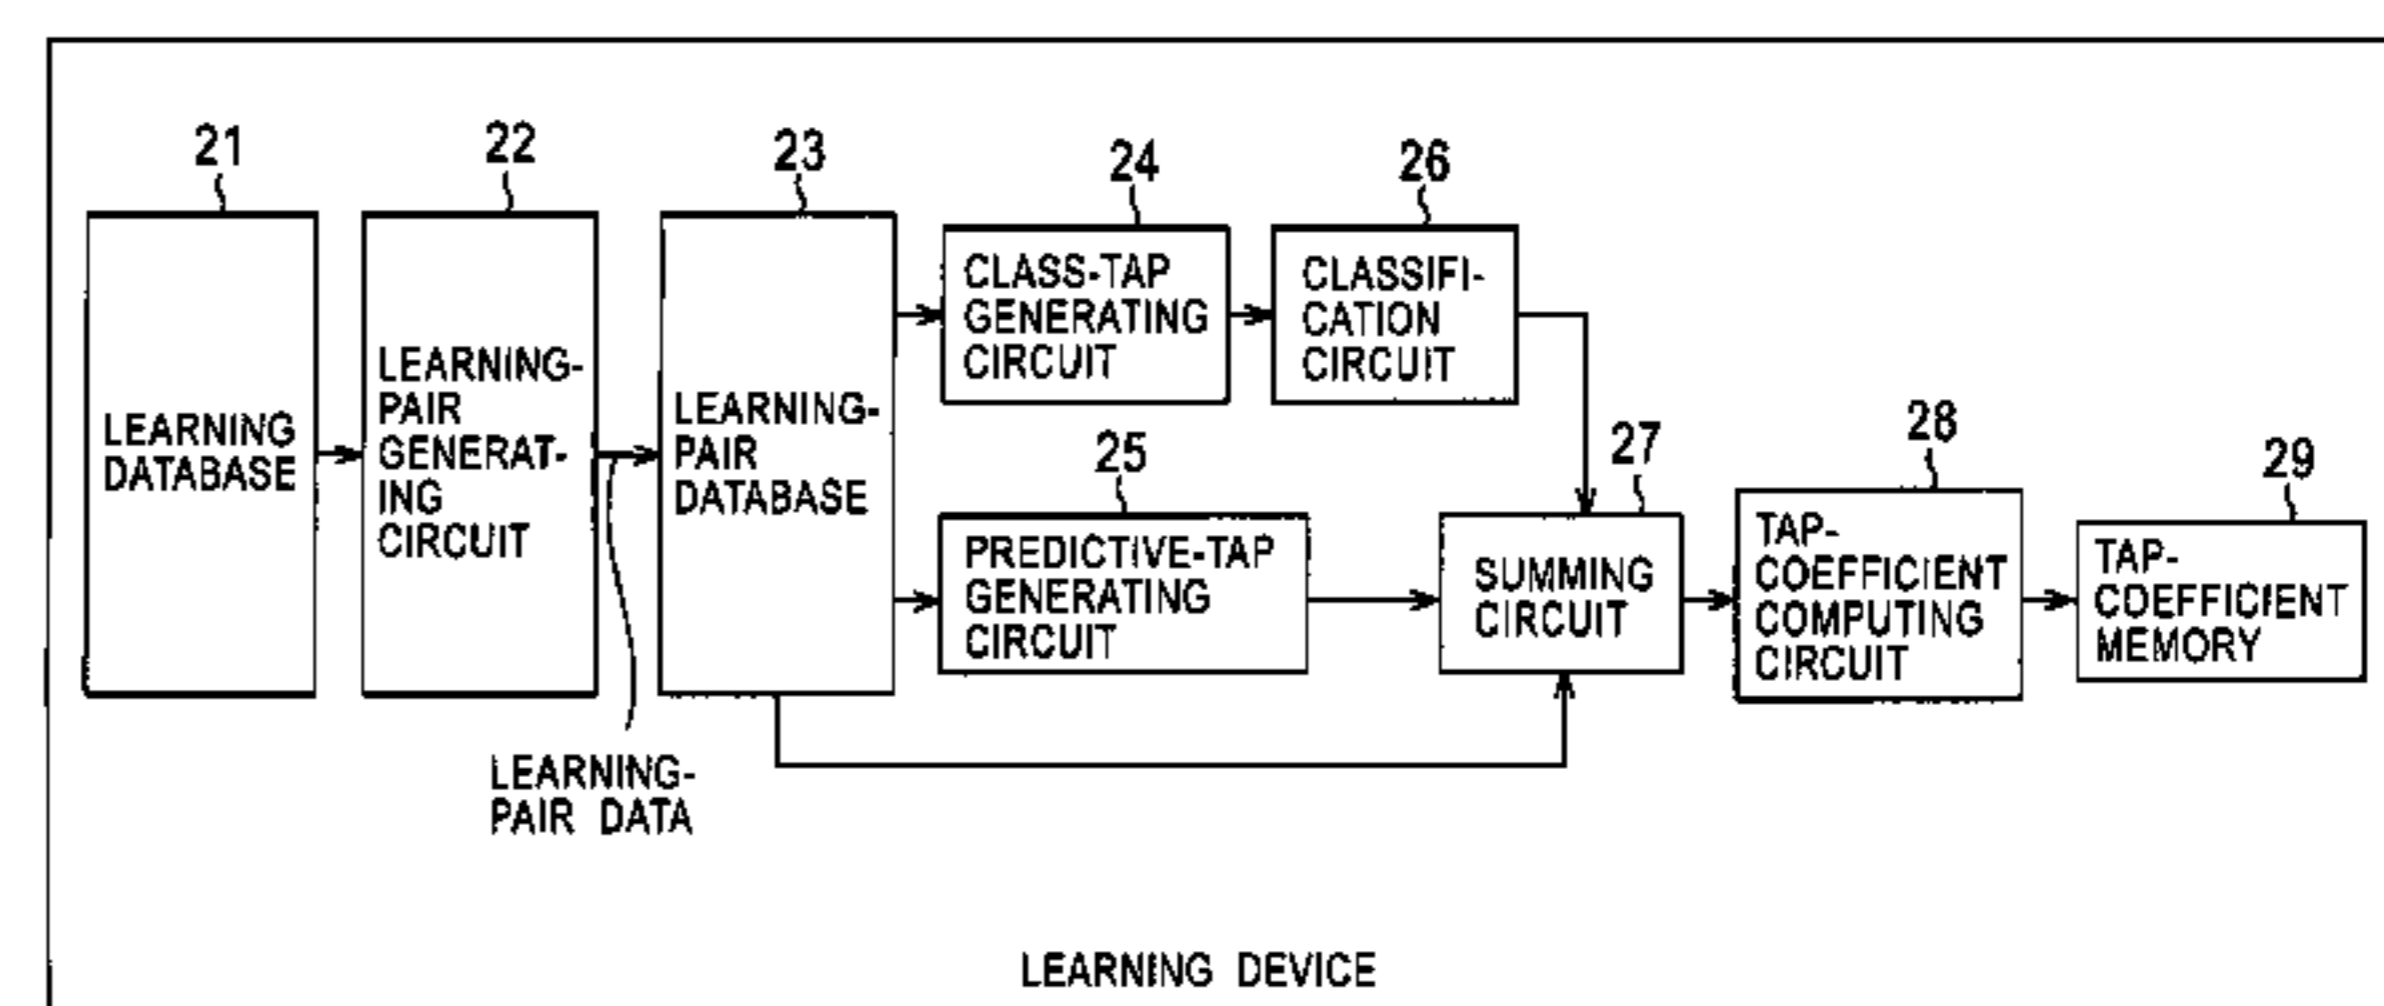 21
22
23
24
26
LEARNING
DATABASE
LEARNING-
PAIR
GENERAT-
ING
CIRCUIT
LEARNING-
PAIR
DATABASE
CLASS-TAP
GENERATING
CIRCUIT
CLASSIFI-
CATION
CIRCUIT
25
27
28
29
PREDICTIVE-TAP
GENERATING
CIRCUIT
SUMMING
CIRCUIT
TAP-
COEFFICIENT
COMPUTING
CIRCUIT
TAP-
COEFFICIENT
MEMORY
LEARNING-
PAIR DATA
LEARNING DEVICE